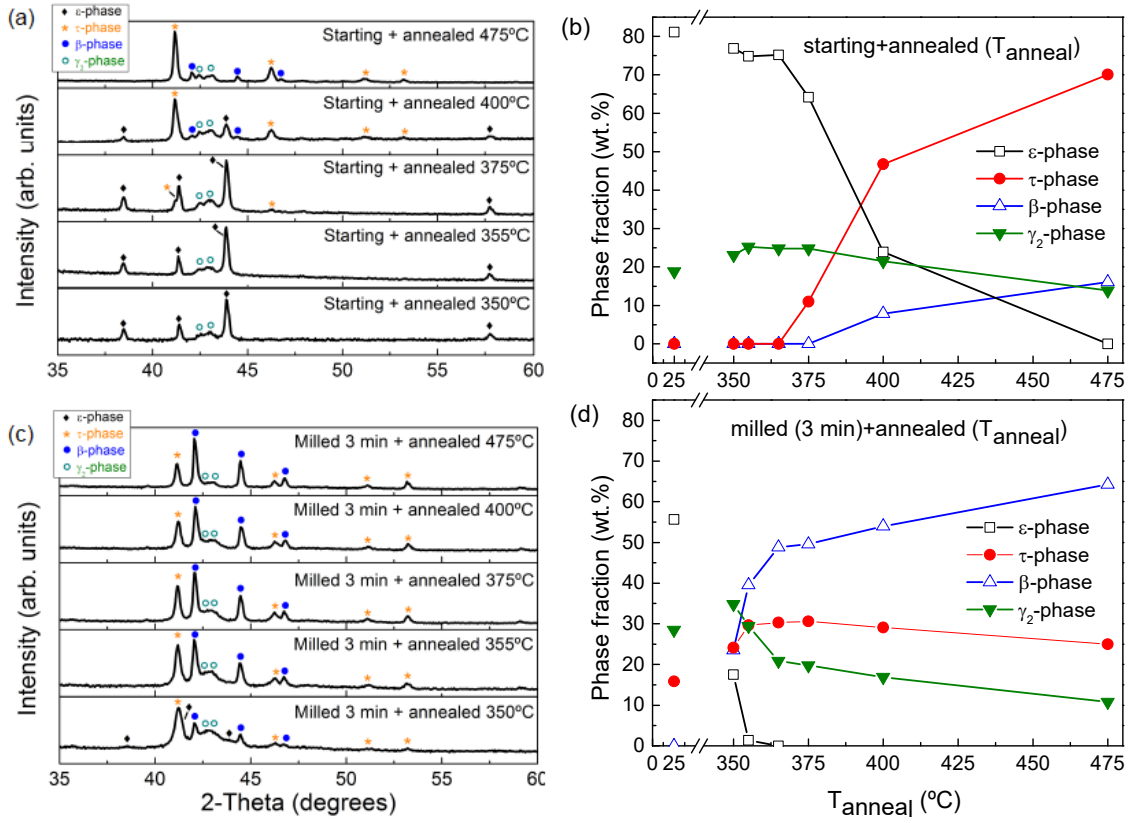 (a)
ε-phase
τ-phase
β-phase
γ2-phase
Starting + annealed 475ºC
Starting + annealed 400ºC
Starting + annealed 375ºC
Starting + annealed 355ºC
Starting + annealed 350ºC
Intensity (arb. units)
35 40 45 50 55 60
(b)
starting+annealed (Tanneal)
ε-phase
τ-phase
β-phase
γ2-phase
Phase fraction (wt.%)
80
70
60
50
40
30
20
10
0
0 25 350 375 400 425 450 475
(c)
ε-phase
τ-phase
β-phase
γ2-phase
Milled 3 min + annealed 475ºC
Milled 3 min + annealed 400ºC
Milled 3 min + annealed 375ºC
Milled 3 min + annealed 355ºC
Milled 3 min + annealed 350ºC
Intensity (arb. units)
35 40 45 50 55 60
2-Theta (degrees)
(d)
milled (3 min)+annealed (Tanneal)
ε-phase
τ-phase
β-phase
γ2-phase
Phase fraction (wt.%)
80
70
60
50
40
30
20
10
0
0 25 350 375 400 425 450 475
Tanneal (ºC)